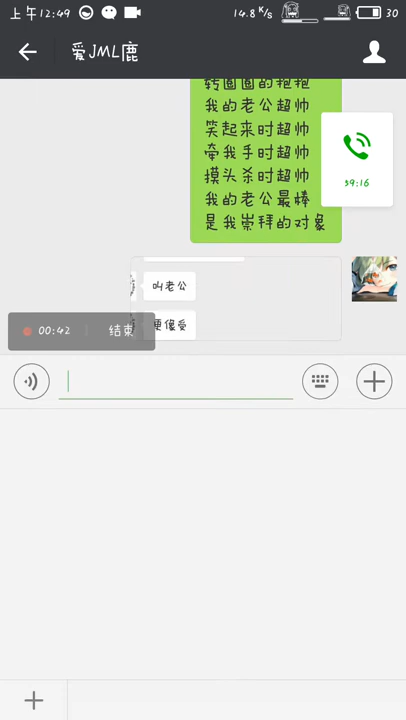 上午12:49
14.8 K/s
30
爱JML鹿
转圈圈的抱抱
我的老公超帅
笑起来时超帅
牵我手时超帅
摸头杀时超帅
我的老公最棒
是我崇拜的对象
39:16
叫老公
更像受
00:42
结束